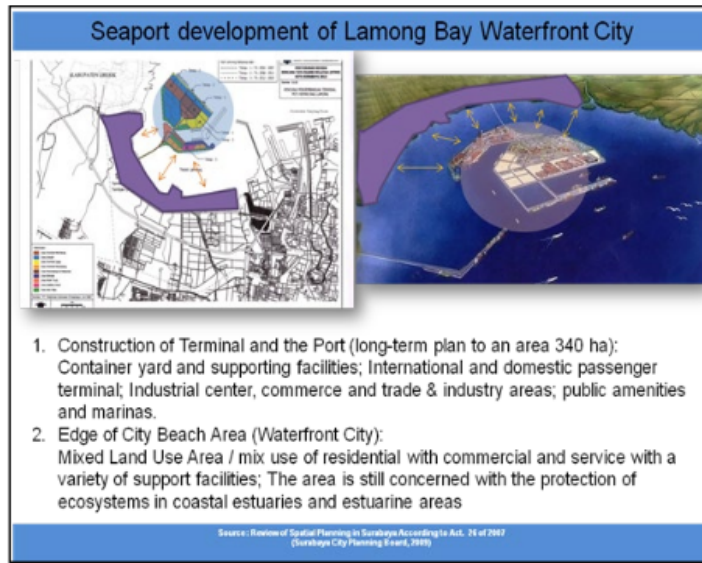 Seaport development of Lamong Bay Waterfront City
1. Construction of Terminal and the Port (long-term plan to an area 340 ha):
Container yard and supporting facilities; International and domestic passenger
terminal; Industrial center, commerce and trade & industry areas; public amenities
and marinas.
2. Edge of City Beach Area (Waterfront City):
Mixed Land Use Area / mix use of residential with commercial and service with a
variety of support facilities; The area is still concerned with the protection of
ecosystems in coastal estuaries and estuarine areas
Source : Review of Spatial Planning in Surabaya According to Act. 26 of 2007
(Surabaya City Planning Board, 2009)